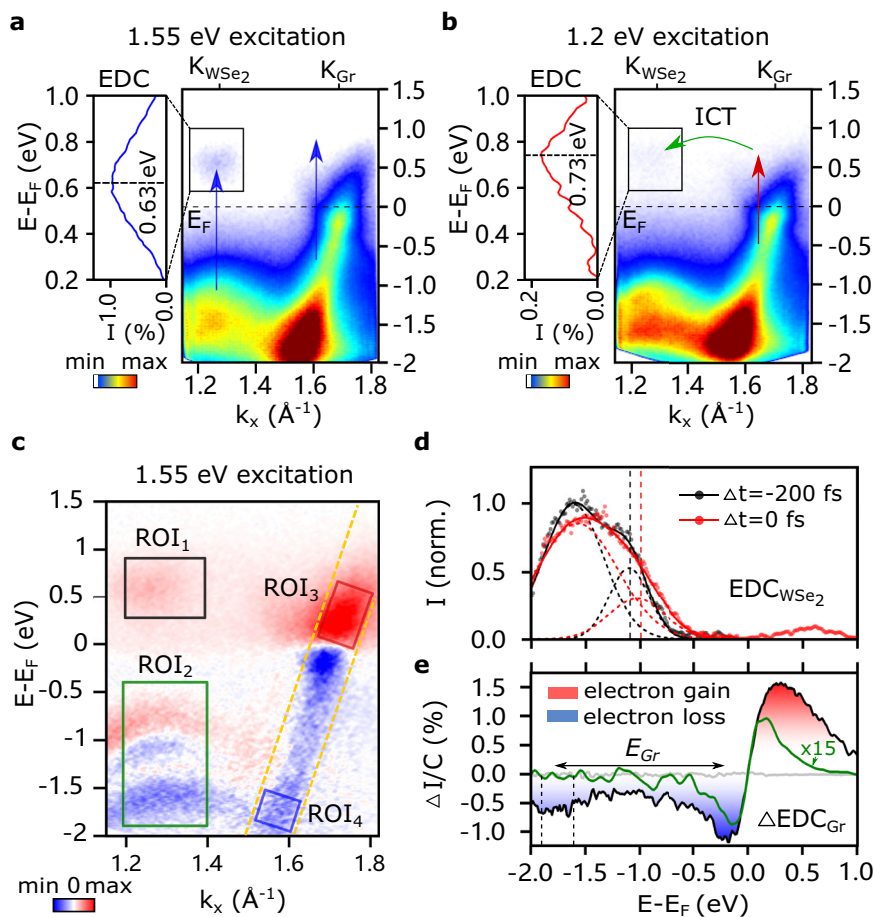 a
1.55 eV excitation
EDC
K_WSe₂
K_Gr
E-E_F (eV)
1.0
0.8
0.6
0.4
0.2
0.63 eV
1.0
0.0
I (%)
min max
E_F
1.5
1.0
0.5
0
-0.5
-1.0
-1.5
-2
1.2
1.4
1.6
1.8
k_x (Å⁻¹)
b
1.2 eV excitation
EDC
K_WSe₂
K_Gr
E-E_F (eV)
1.0
0.8
0.6
0.4
0.2
0.73 eV
0.2
0.0
I (%)
min max
ICT
E_F
1.5
1.0
0.5
0
-0.5
-1.0
-1.5
-2
1.2
1.4
1.6
1.8
k_x (Å⁻¹)
c
1.55 eV excitation
E-E_F (eV)
1.5
1
0.5
0
-0.5
-1
-1.5
-2
ROI₁
ROI₂
ROI₃
ROI₄
1.2
1.4
1.6
1.8
k_x (Å⁻¹)
min 0 max
d
I (norm.)
1.0
0.5
0.0
Δt=-200 fs
Δt=0 fs
EDC_WSe₂
e
ΔI/C (%)
1.5
1.0
0.5
0.0
-0.5
-1.0
electron gain
electron loss
E_Gr
x15
ΔEDC_Gr
-2.0
-1.5
-1.0
-0.5
0.0
0.5
1.0
E-E_F (eV)